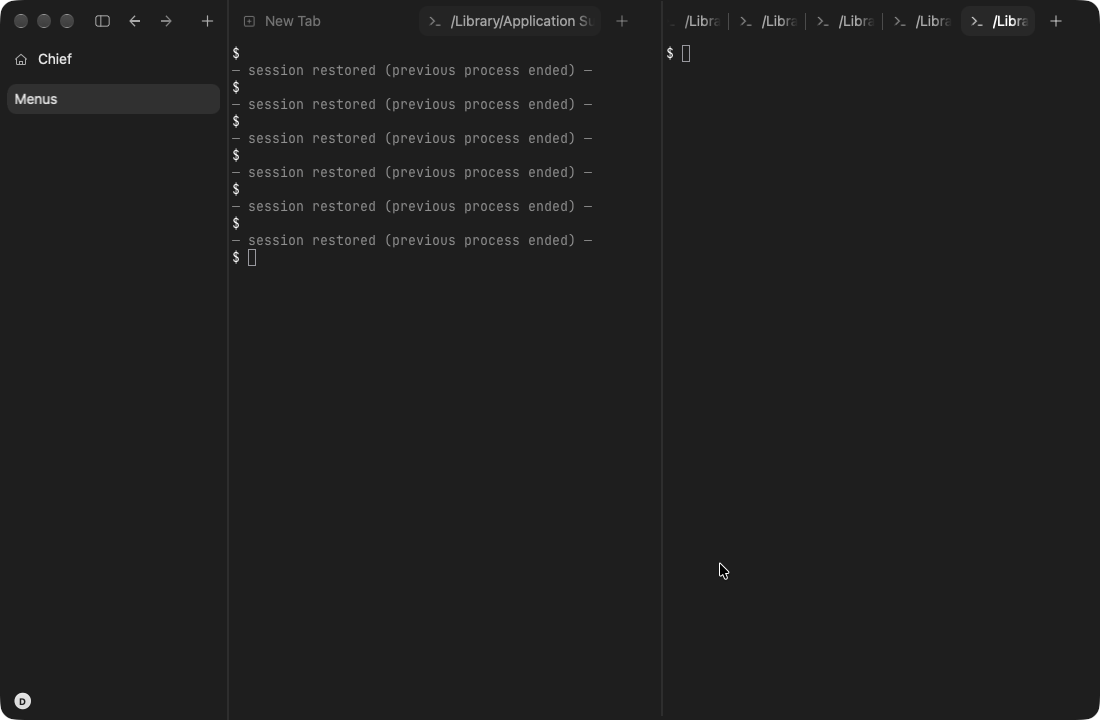 New Tab
/Library/Application Su
/Libra
/Libra
/Libra
/Libra
/Libra
Chief
Menus
$
— session restored (previous process ended) —
$
— session restored (previous process ended) —
$
— session restored (previous process ended) —
$
— session restored (previous process ended) —
$
— session restored (previous process ended) —
$
— session restored (previous process ended) —
$
$
D